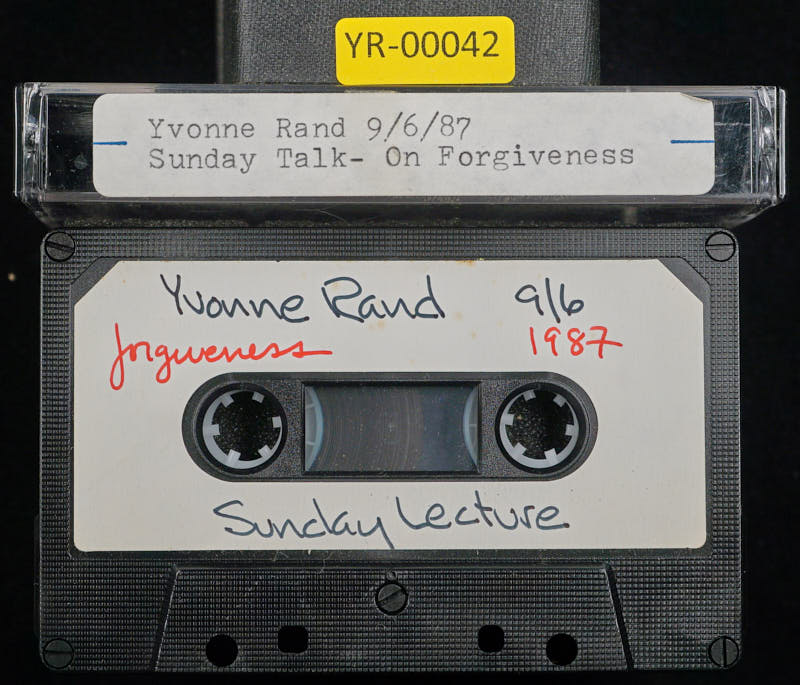 YR-00042
Yvonne Rand 9/6/87
Sunday Talk- On Forgiveness
Yvonne Rand 9/6
forgiveness 1987
Sunday Lecture